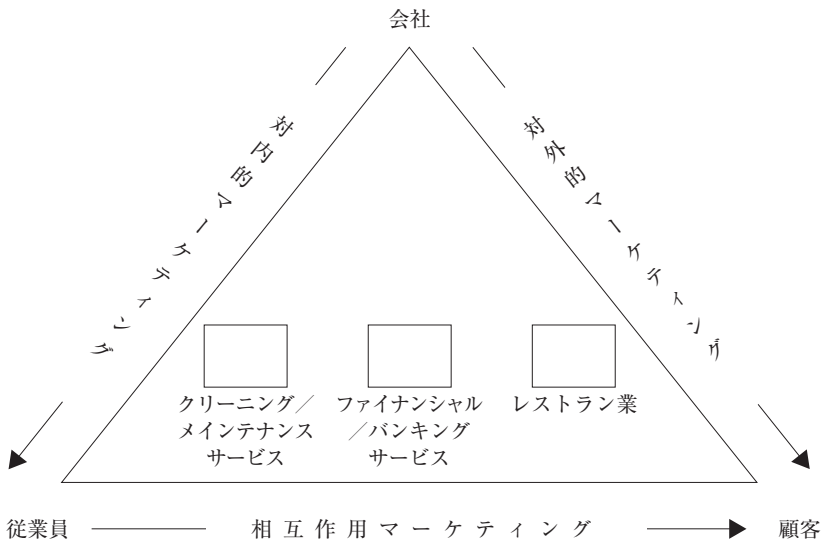 会社
対内的マーケティング
対外的マーケティング
クリーニング／
メインテナンス
サービス
ファイナンシャル
／バンキング
サービス
レストラン業
従業員
相互作用マーケティング
顧客